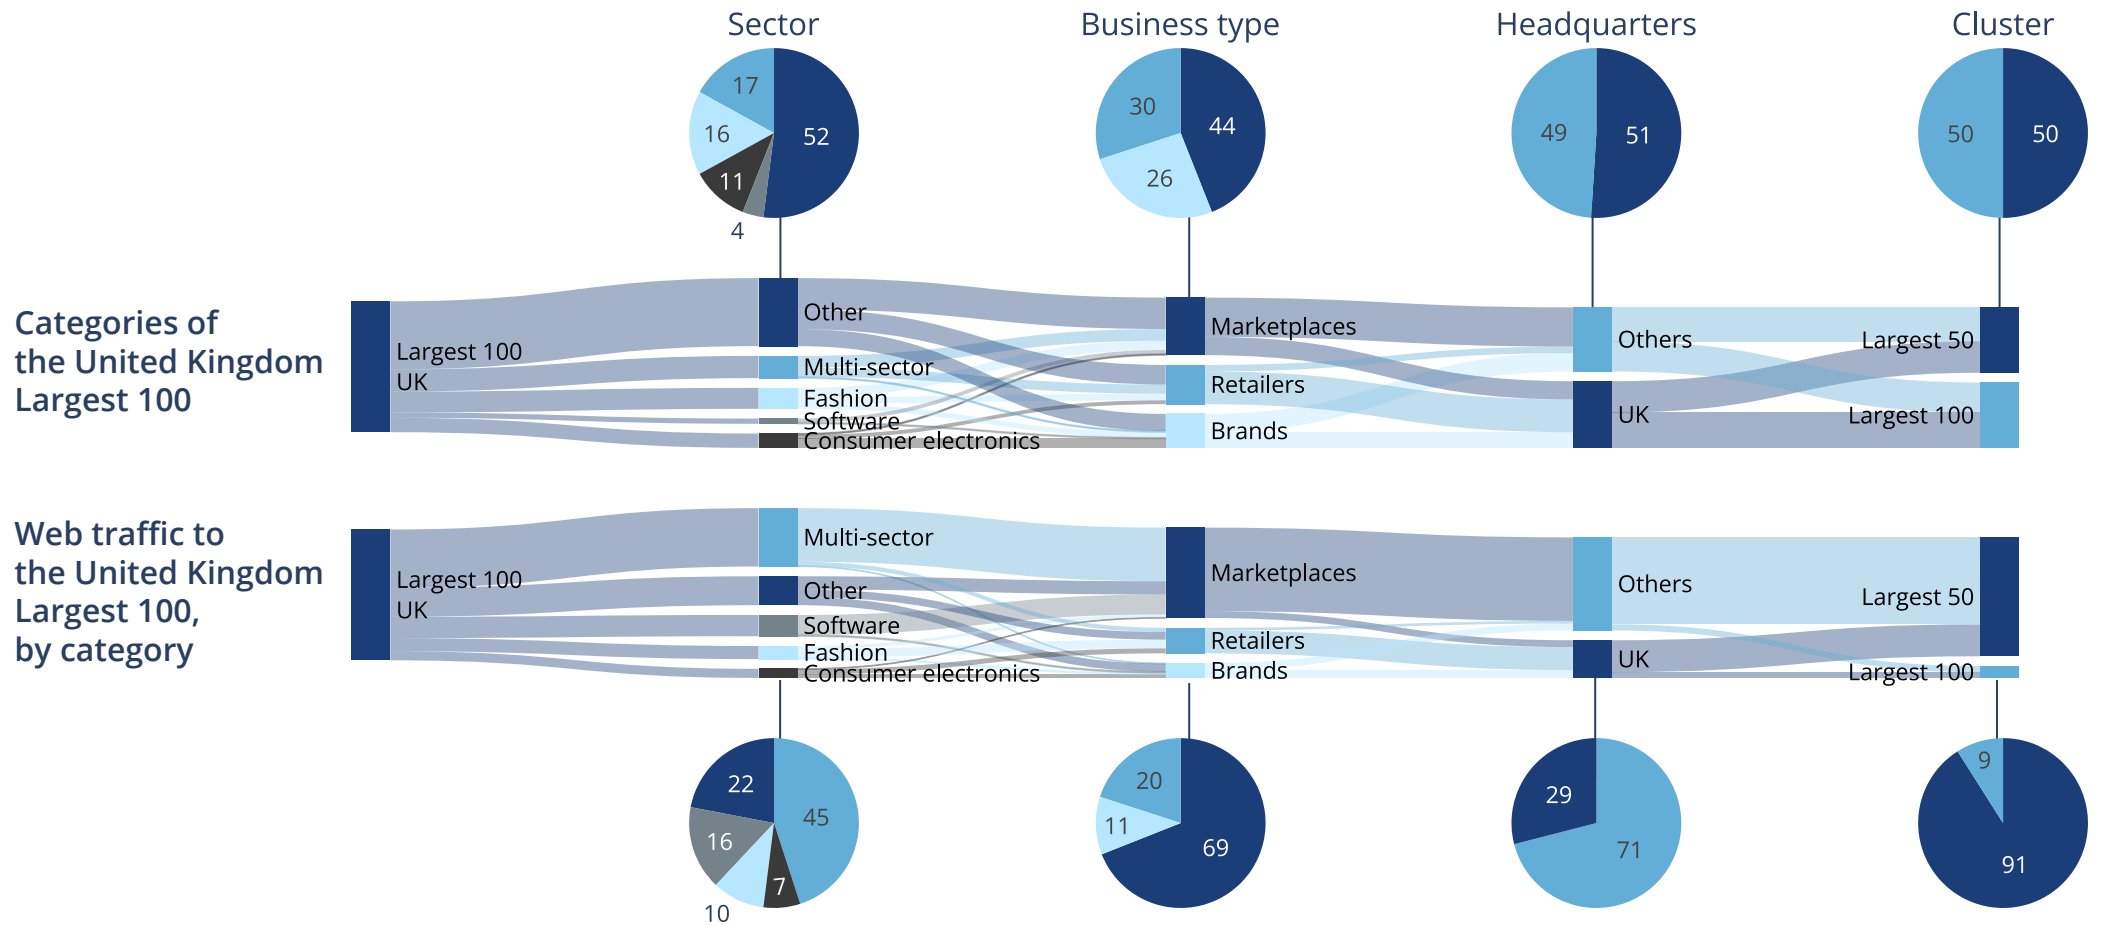 Sector
Business type
Headquarters
Cluster
17
52
16
11
4
30
44
26
49
51
50
50
Categories of
the United Kingdom
Largest 100
Largest 100
UK
Other
Multi-sector
Fashion
Software
Consumer electronics
Marketplaces
Retailers
Brands
Others
UK
Largest 50
Largest 100
Web traffic to
the United Kingdom
Largest 100,
by category
Largest 100
UK
Multi-sector
Other
Software
Fashion
Consumer electronics
Marketplaces
Retailers
Brands
Others
UK
Largest 50
Largest 100
22
45
16
7
10
20
11
69
29
71
9
91